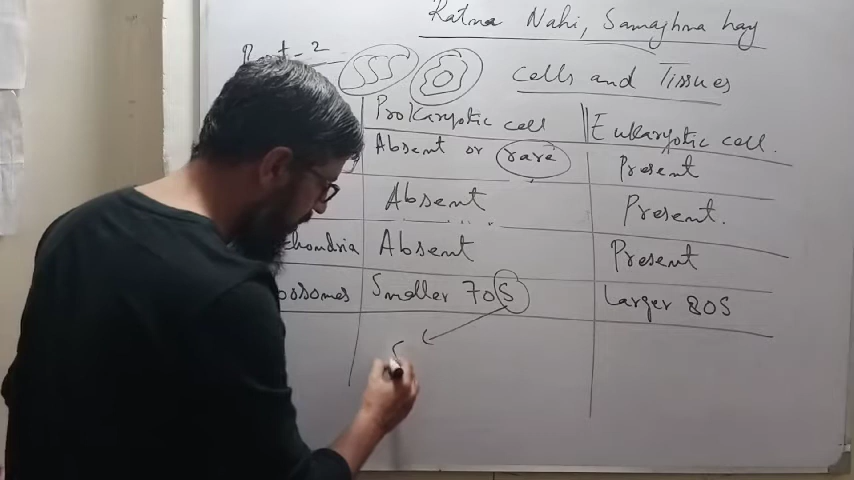 Ratna Nahi, Samaghna hay
Part-2 SSS
Cells and Tissues
Prokaryotic cell Eukaryotic cell.
Absent or rare Present
Absent Present.
chondria Absent Present
osomes Smaller 70S Larger 80S